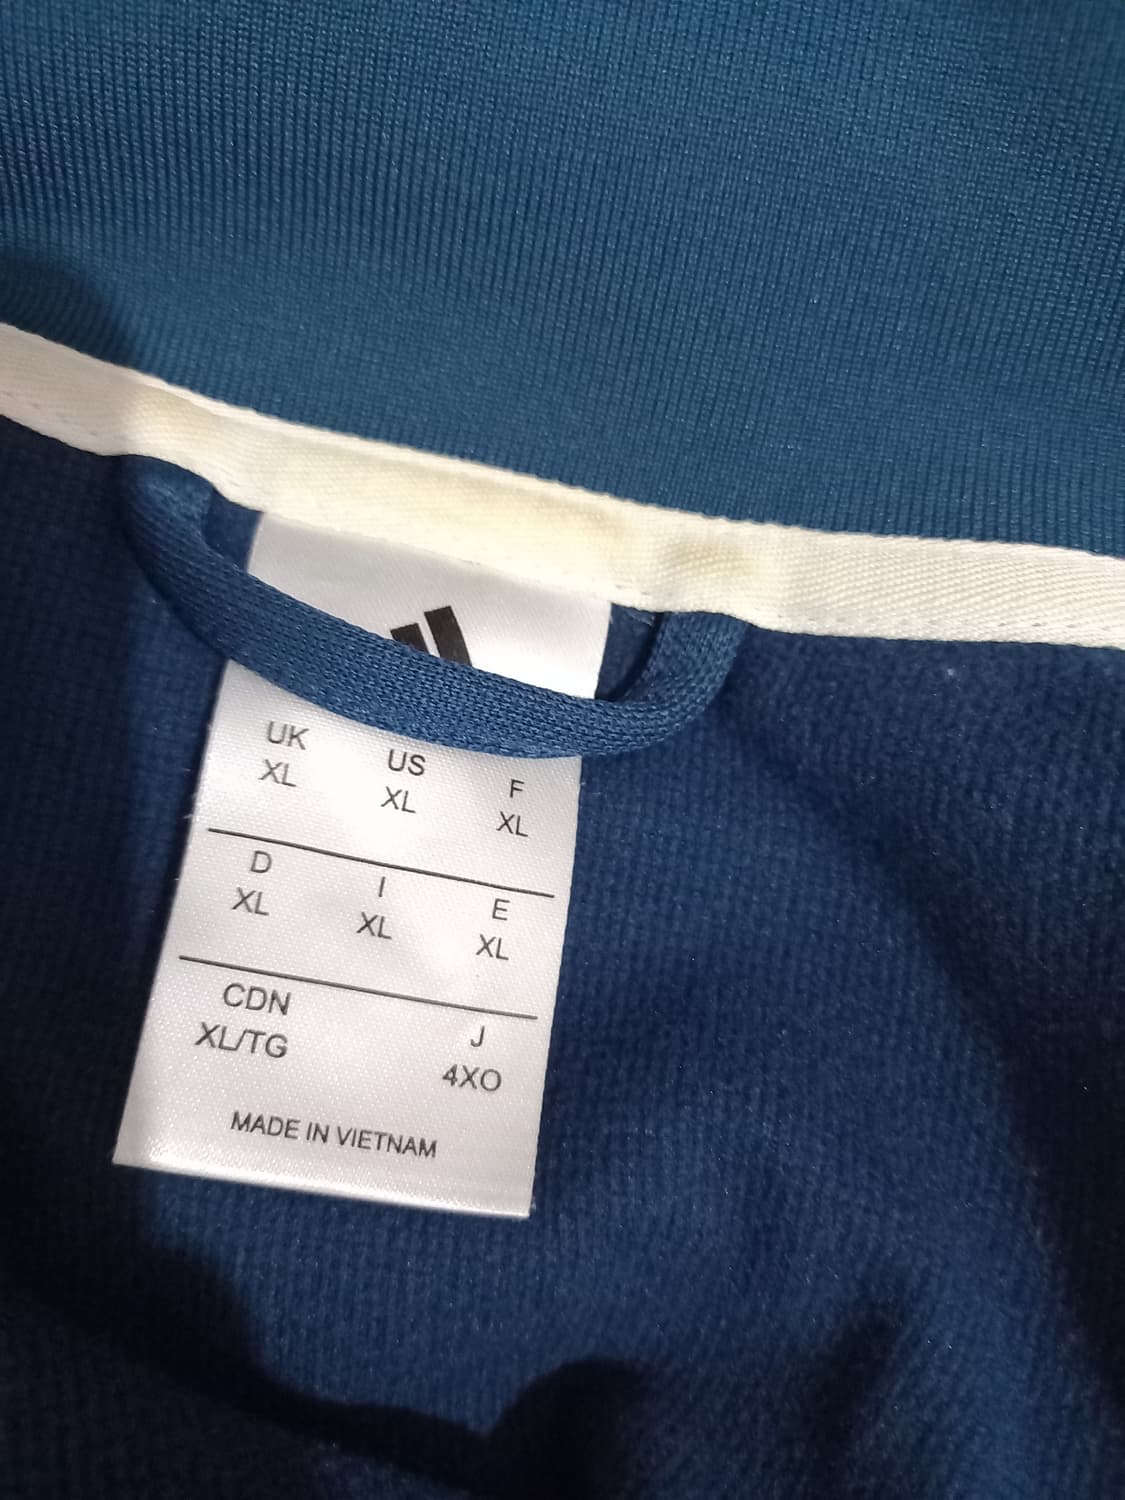 UK US F
XL XL XL
D I E
XL XL XL
CDN J
XL/TG 4XO
MADE IN VIETNAM